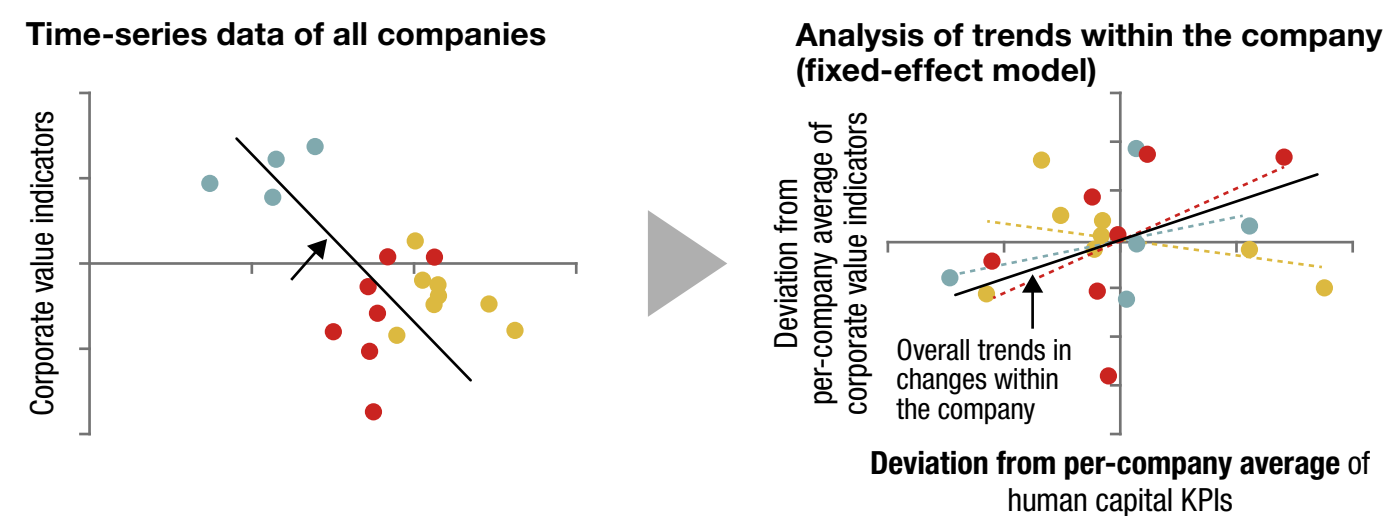 Time-series data of all companies
Corporate value indicators
Analysis of trends within the company
(fixed-effect model)
Deviation from
per-company average of
corporate value indicators
Overall trends in
changes within
the company
Deviation from per-company average of
human capital KPIs